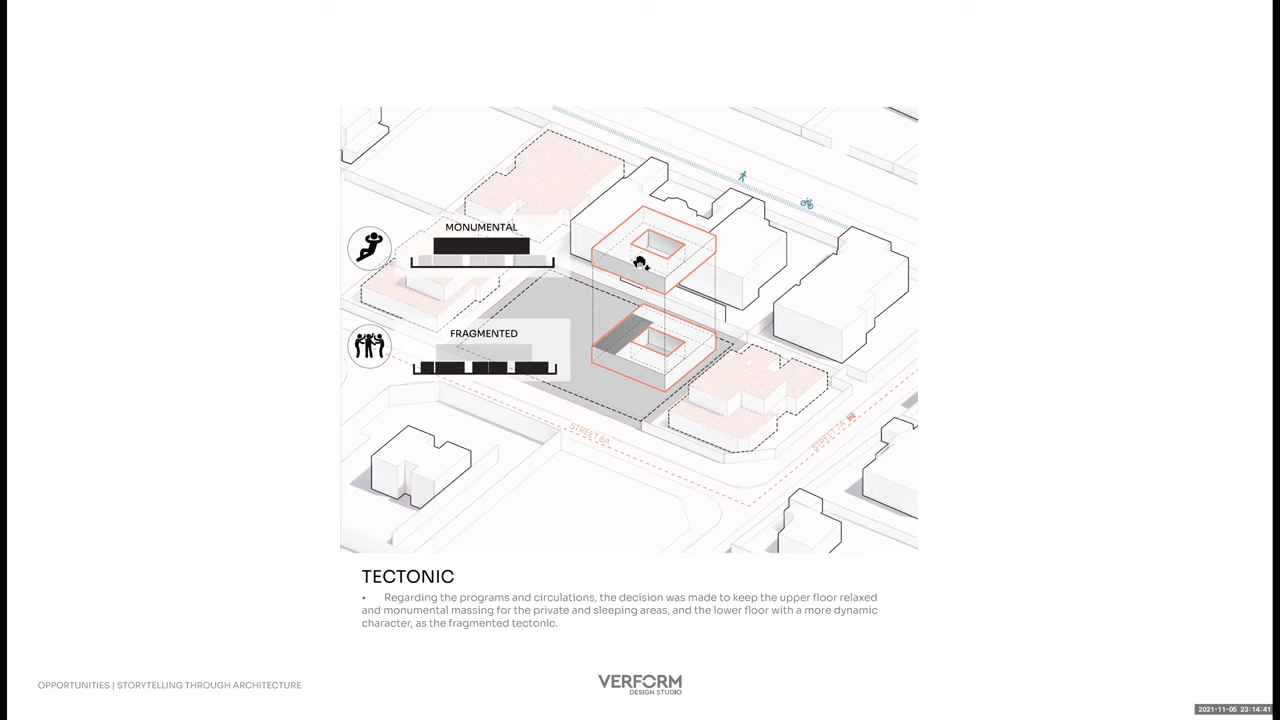 MONUMENTAL
FRAGMENTED
STREET 8A
STREET 7A
TECTONIC
• Regarding the programs and circulations, the decision was made to keep the upper floor relaxed
and monumental massing for the private and sleeping areas, and the lower floor with a more dynamic
character, as the fragmented tectonic.
OPPORTUNITIES | STORYTELLING THROUGH ARCHITECTURE
VERFORM
DESIGN STUDIO
2021-11-05 23:14:41